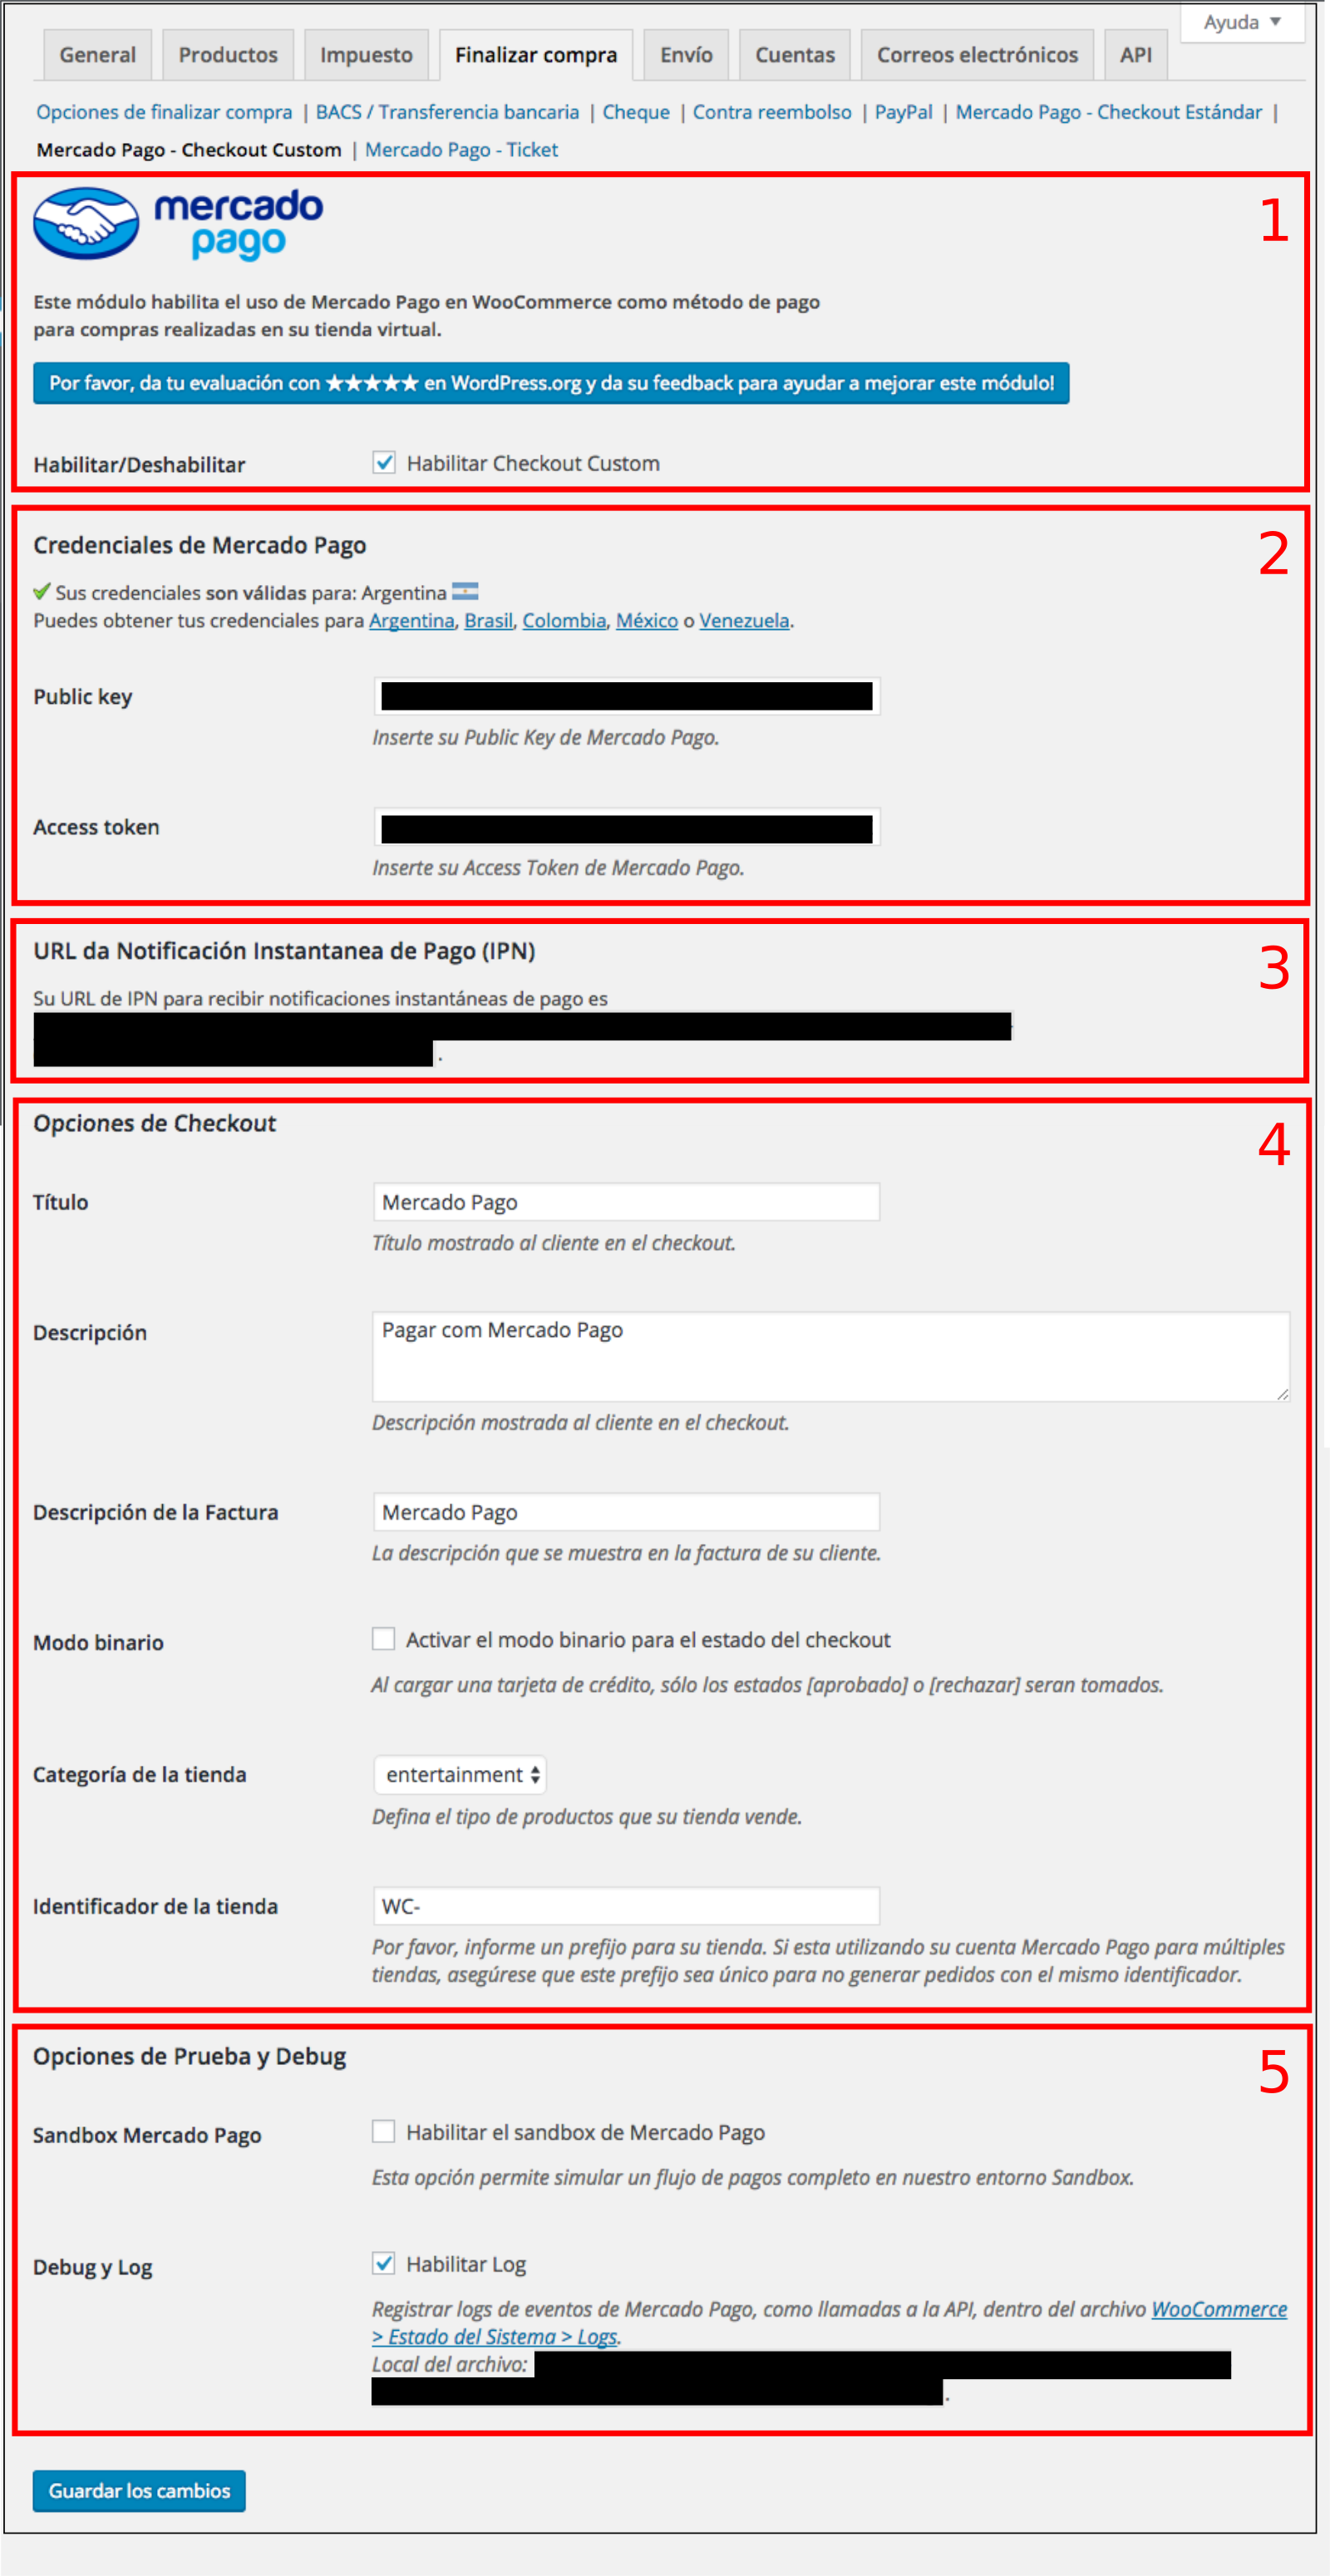 Ayuda ▼
General Productos Impuesto Finalizar compra Envío Cuentas Correos electrónicos API
Opciones de finalizar compra | BACS / Transferencia bancaria | Cheque | Contra reembolso | PayPal | Mercado Pago - Checkout Estándar |
Mercado Pago - Checkout Custom | Mercado Pago - Ticket
1
mercado
pago
Este módulo habilita el uso de Mercado Pago en WooCommerce como método de pago
para compras realizadas en su tienda virtual.
Por favor, da tu evaluación con ★★★★★ en WordPress.org y da su feedback para ayudar a mejorar este módulo!
Habilitar/Deshabilitar Habilitar Checkout Custom
2
Credenciales de Mercado Pago
Sus credenciales son válidas para: Argentina
Puedes obtener tus credenciales para Argentina, Brasil, Colombia, México o Venezuela.
Public key
Inserte su Public Key de Mercado Pago.
Access token
Inserte su Access Token de Mercado Pago.
3
URL da Notificación Instantanea de Pago (IPN)
Su URL de IPN para recibir notificaciones instantáneas de pago es
.
4
Opciones de Checkout
Título Mercado Pago
Título mostrado al cliente en el checkout.
Descripción Pagar com Mercado Pago
Descripción mostrada al cliente en el checkout.
Descripción de la Factura Mercado Pago
La descripción que se muestra en la factura de su cliente.
Modo binario Activar el modo binario para el estado del checkout
Al cargar una tarjeta de crédito, sólo los estados [aprobado] o [rechazar] seran tomados.
Categoría de la tienda entertainment
Defina el tipo de productos que su tienda vende.
Identificador de la tienda WC-
Por favor, informe un prefijo para su tienda. Si esta utilizando su cuenta Mercado Pago para múltiples
tiendas, asegúrese que este prefijo sea único para no generar pedidos con el mismo identificador.
5
Opciones de Prueba y Debug
Sandbox Mercado Pago Habilitar el sandbox de Mercado Pago
Esta opción permite simular un flujo de pagos completo en nuestro entorno Sandbox.
Debug y Log Habilitar Log
Registrar logs de eventos de Mercado Pago, como llamadas a la API, dentro del archivo WooCommerce
> Estado del Sistema > Logs.
Local del archivo:
.
Guardar los cambios